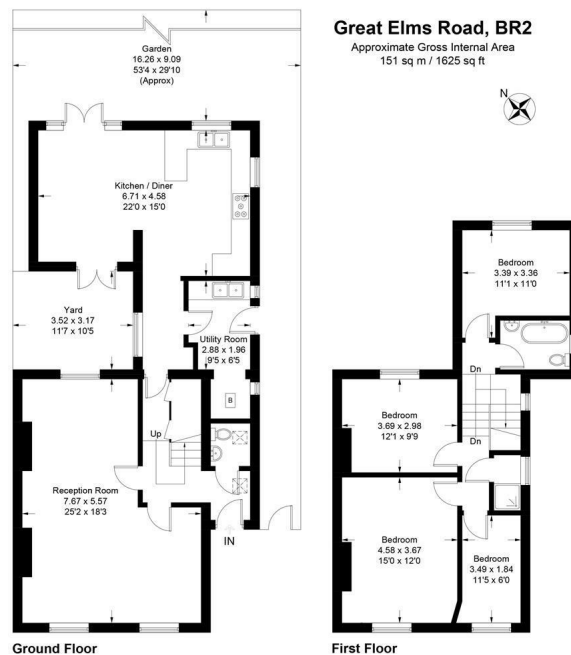 Great Elms Road, BR2
Approximate Gross Internal Area
151 sq m / 1625 sq ft
N
Garden
16.26 x 9.09
53'4 x 29'10
(Approx)
Kitchen / Diner
6.71 x 4.58
22'0 x 15'0
Yard
3.52 x 3.17
11'7 x 10'5
Utility Room
2.88 x 1.96
9'5 x 6'5
B
Up
Reception Room
7.67 x 5.57
25'2 x 18'3
IN
Ground Floor
Bedroom
3.39 x 3.36
11'1 x 11'0
Dn
Bedroom
3.69 x 2.98
12'1 x 9'9
Dn
Bedroom
4.58 x 3.67
15'0 x 12'0
Bedroom
3.49 x 1.84
11'5 x 6'0
First Floor